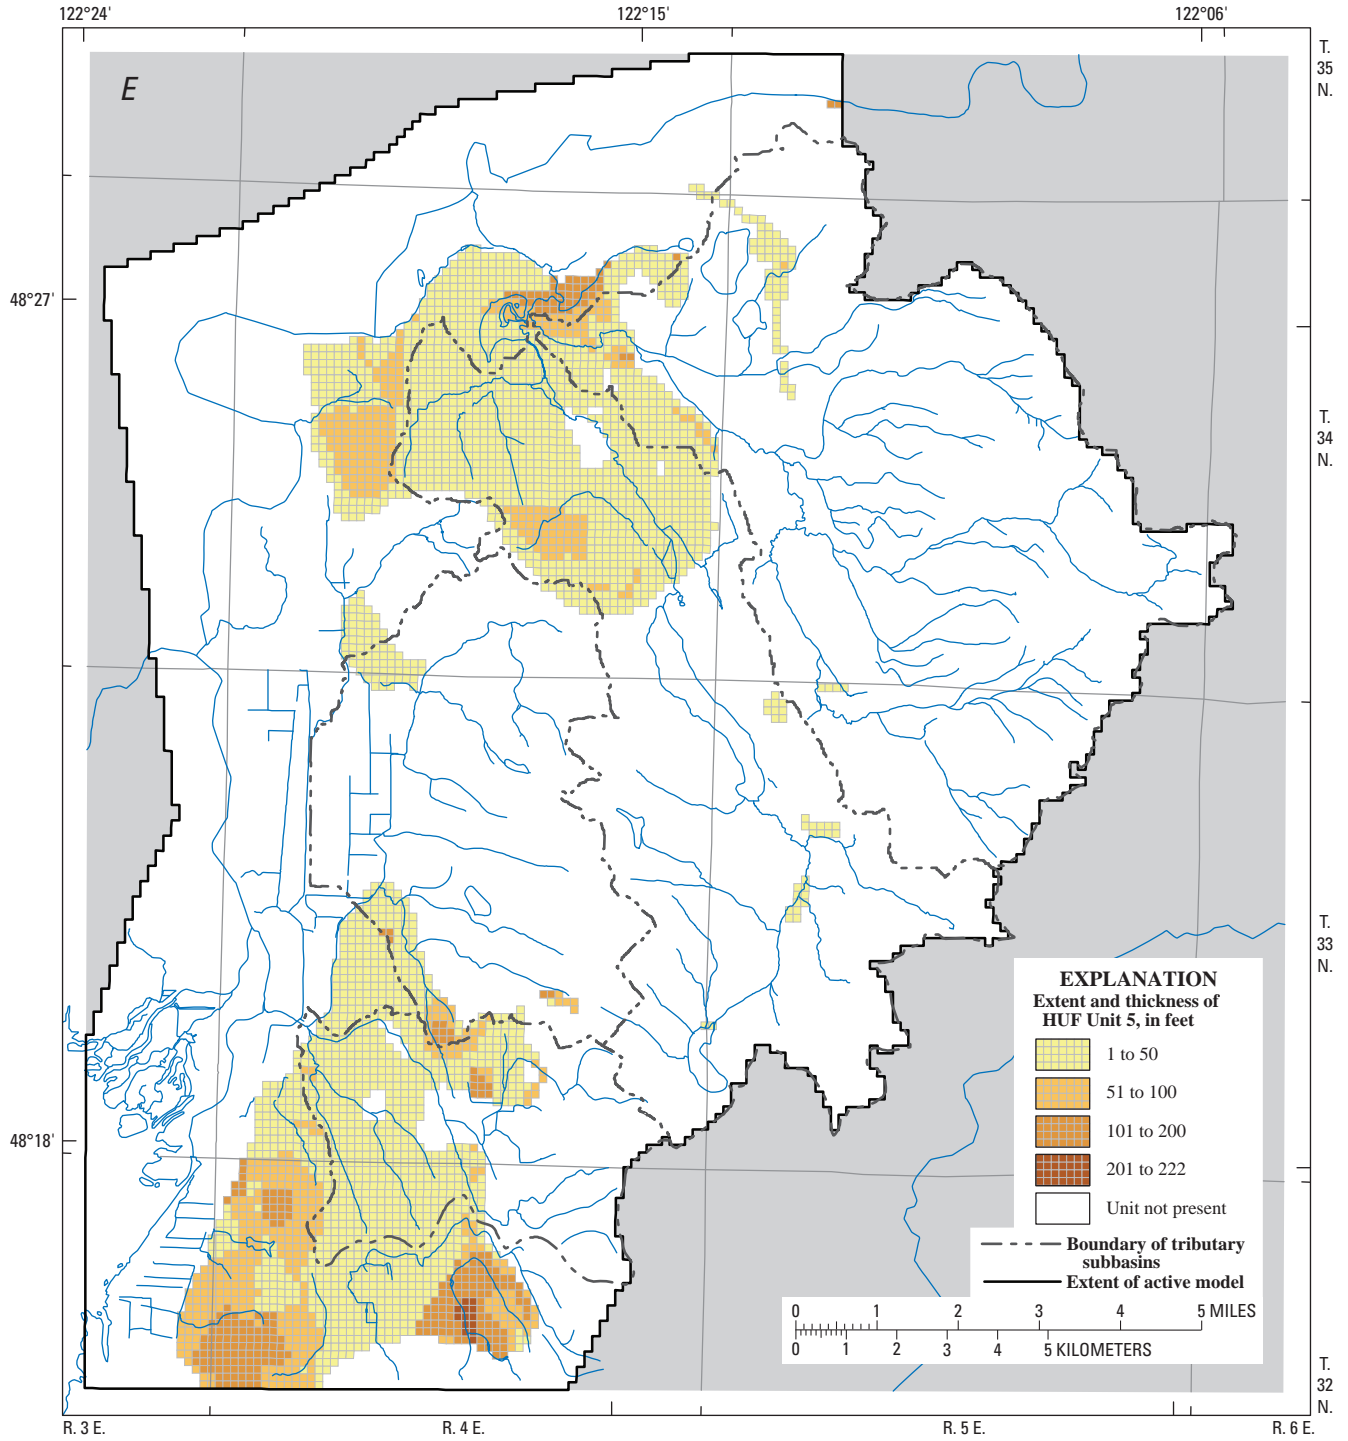 122°24'
122°15'
122°06'
E
T.
35
N.
48°27'
T.
34
N.
T.
33
N.
48°18'
EXPLANATION
Extent and thickness of
HUF Unit 5, in feet
1 to 50
51 to 100
101 to 200
201 to 222
Unit not present
Boundary of tributary
subbasins
Extent of active model
0 1 2 3 4 5 MILES
0 1 2 3 4 5 KILOMETERS
T.
32
N.
R. 3 E.
R. 4 E.
R. 5 E.
R. 6 E.